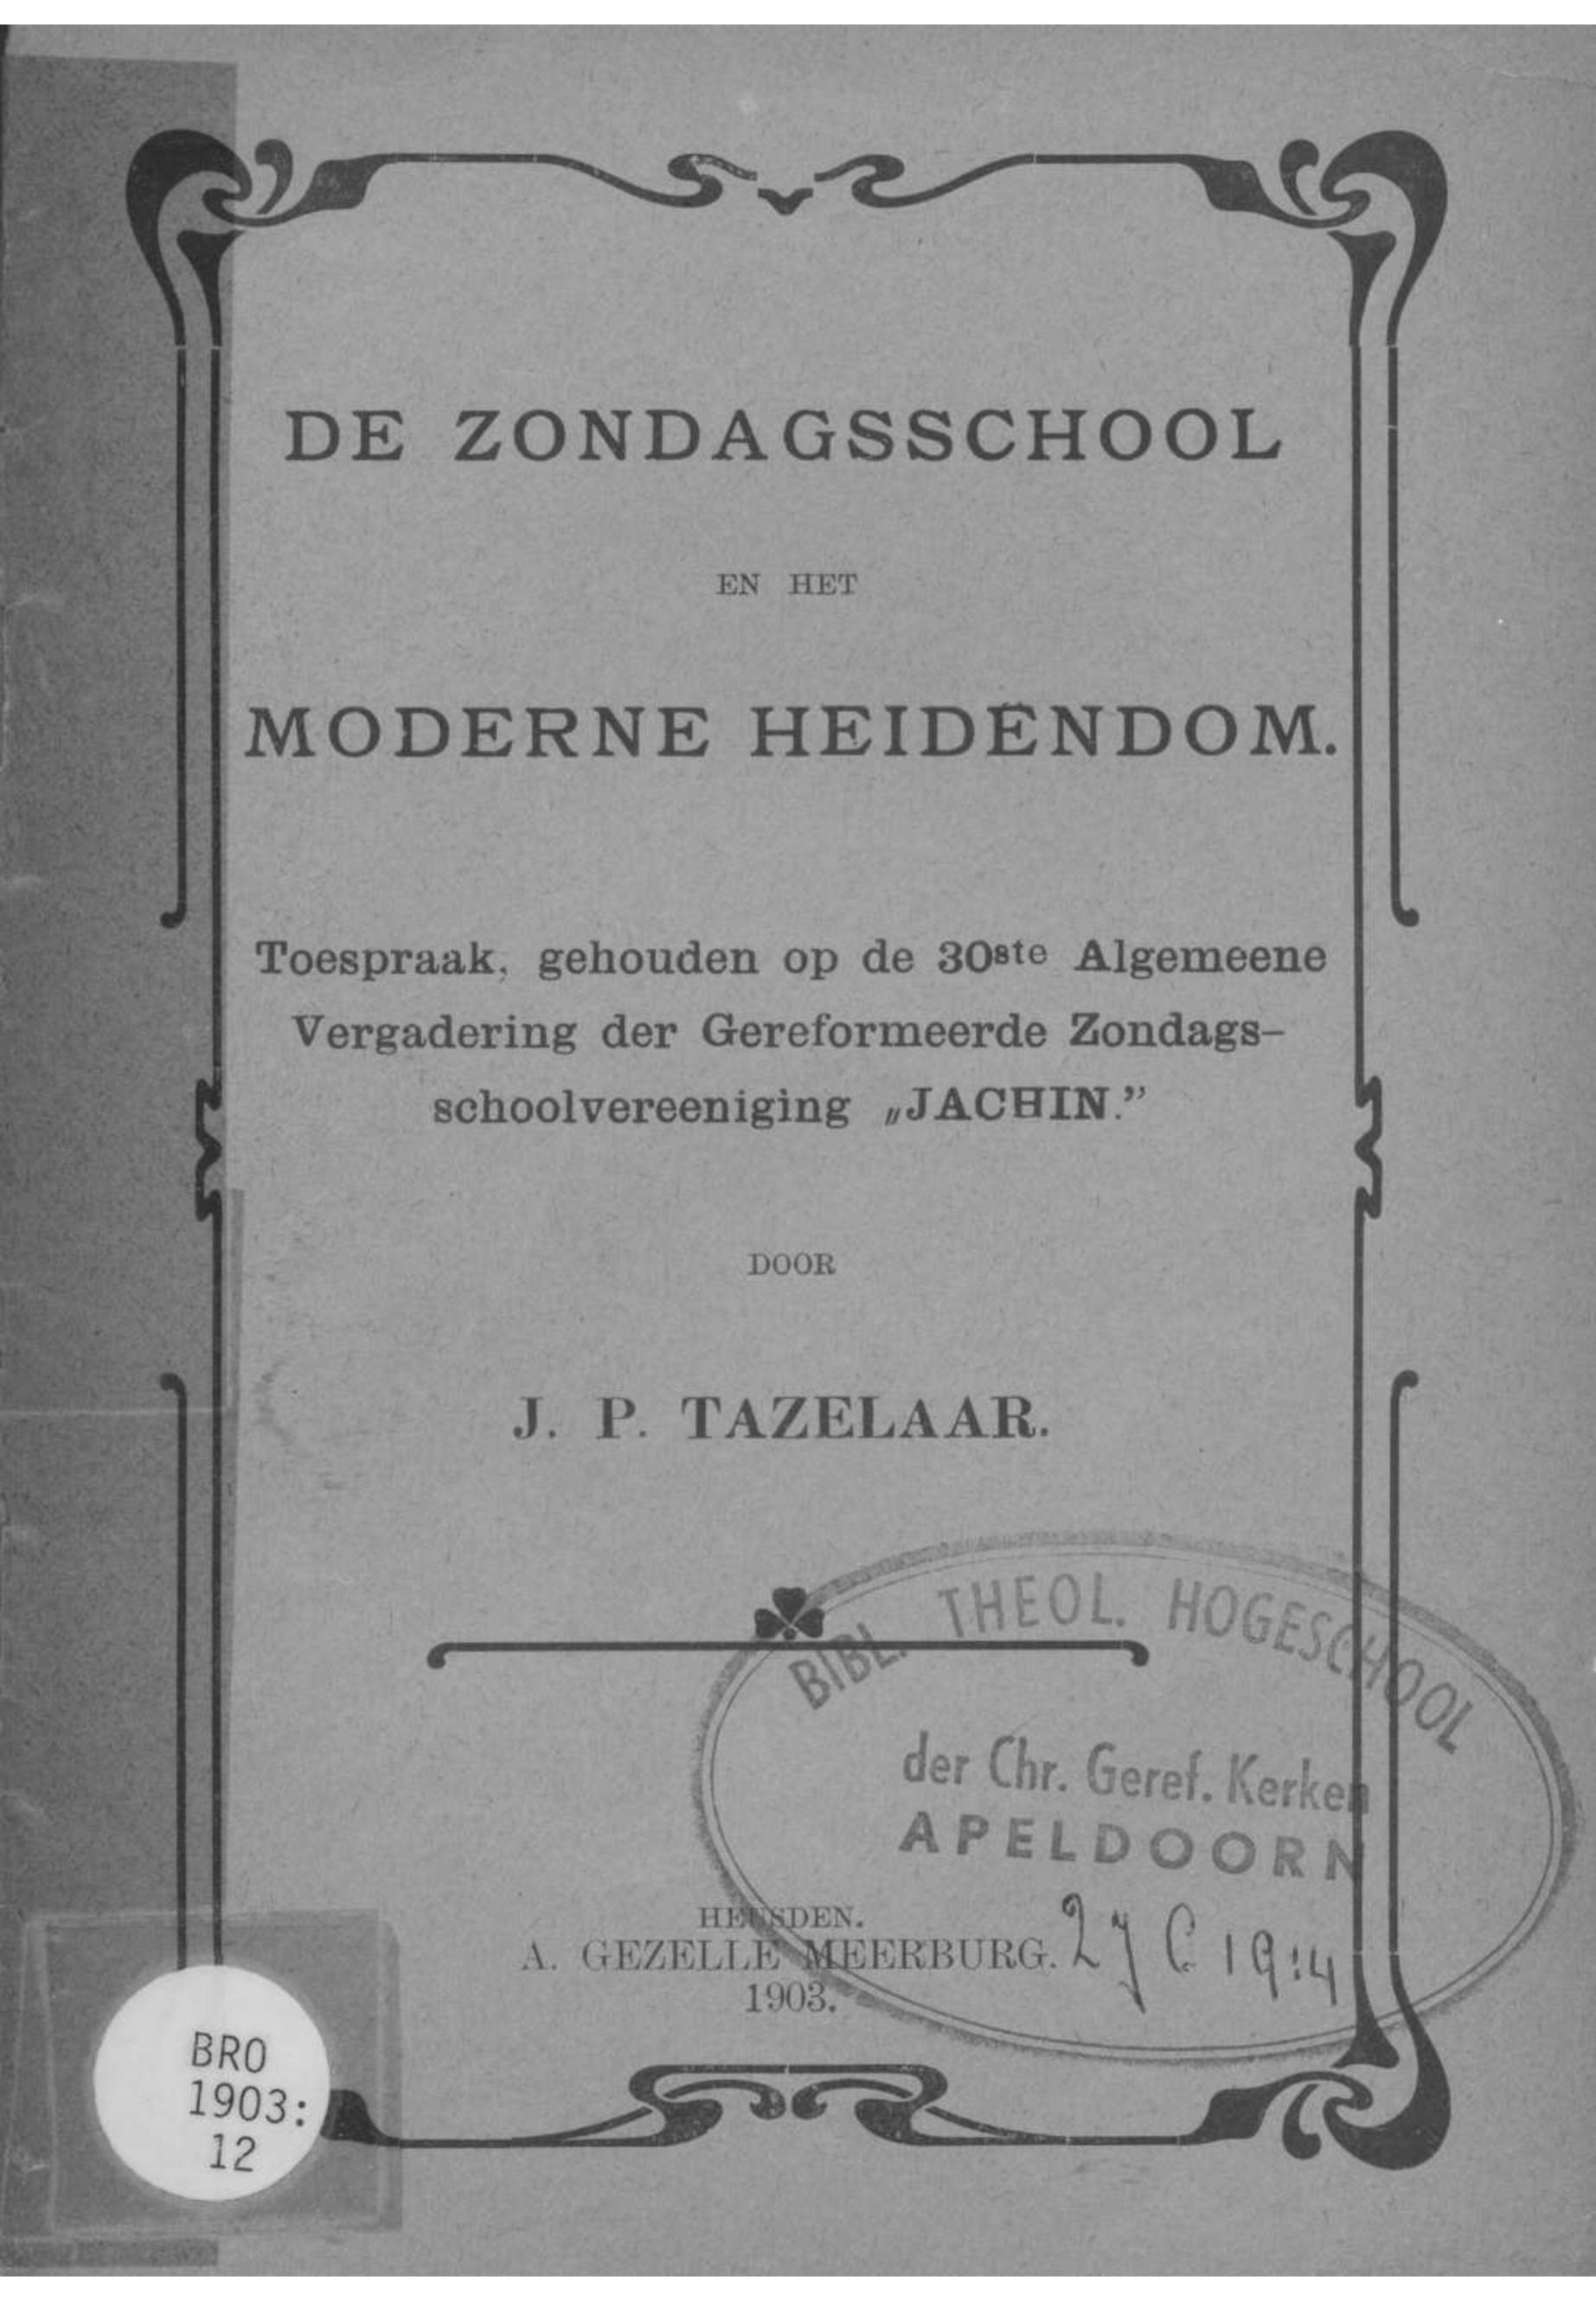 DE ZONDAGSSCHOOL
EN HET
MODERNE HEIDENDOM.
Toespraak, gehouden op de 30ste Algemeene
Vergadering der Gereformeerde Zondags-
schoolvereeniging „JACHIN.”
DOOR
J. P. TAZELAAR.
BIBL. THEOL. HOGESCHOOL
der Chr. Geref. Kerken
APELDOORN
HEUSDEN.
A. GEZELLE MEERBURG.
1903.
BRO
1903:
12